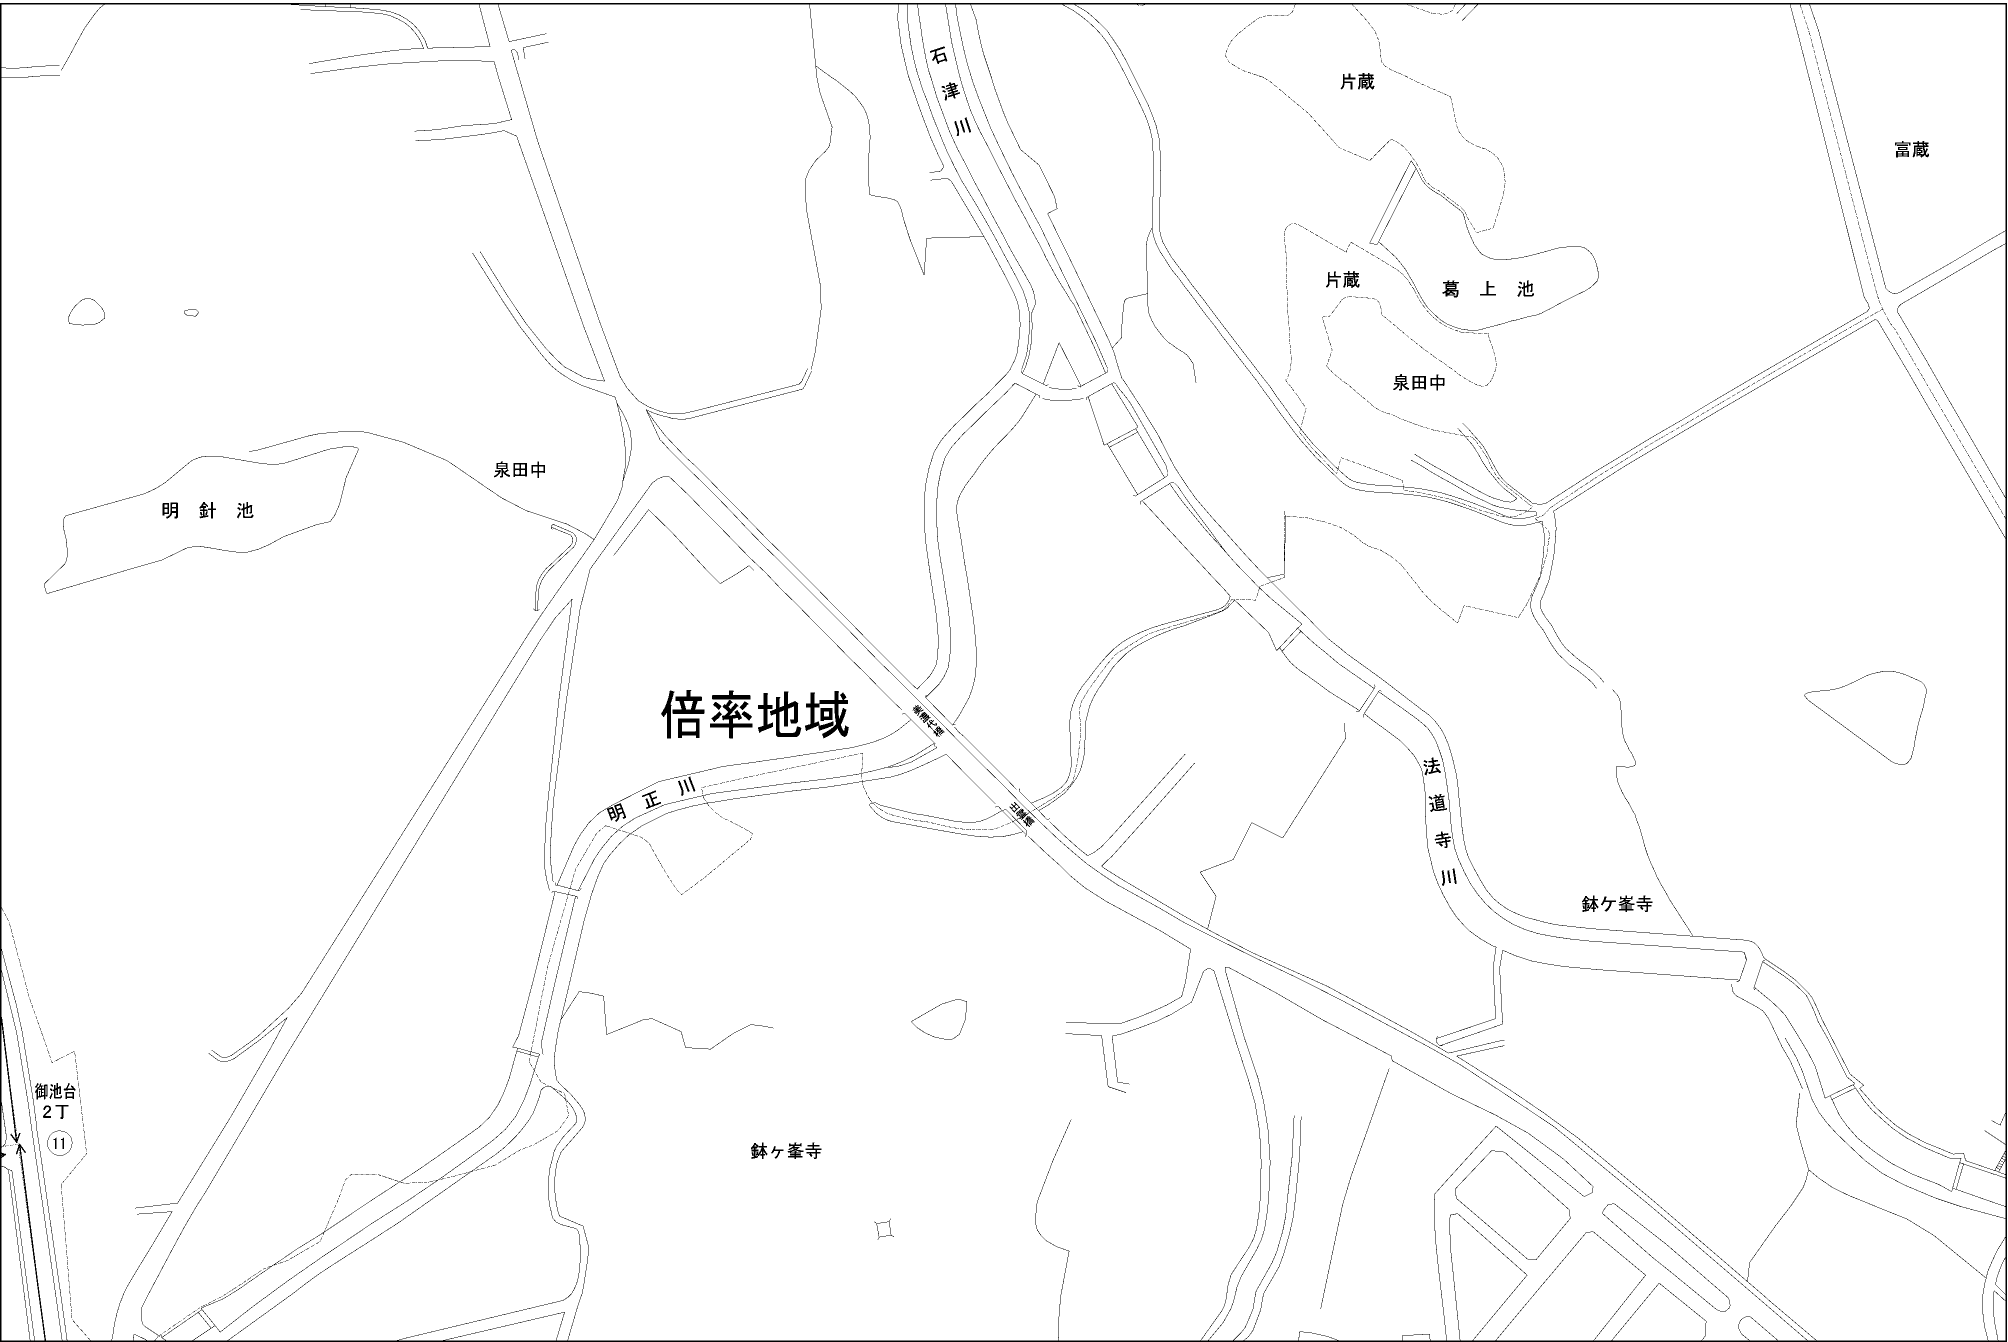 石津川
片蔵
富蔵
片蔵
葛上池
泉田中
泉田中
明針池
倍率地域
明正川
法道寺川
鉢ケ峯寺
御池台
2丁
11
鉢ヶ峯寺